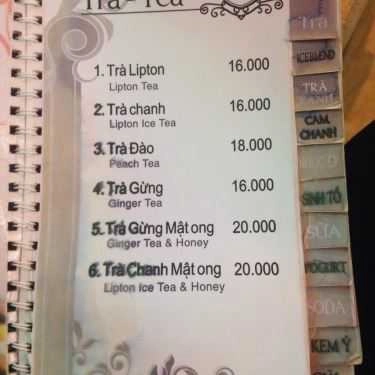 Trà - Tea
1. Trà Lipton 16.000
Lipton Tea
2. Trà chanh 16.000
Lipton Ice Tea
3. Trà Đào 18.000
Peach Tea
4. Trà Gừng 16.000
Ginger Tea
5. Trà Gừng Mật ong 20.000
Ginger Tea & Honey
6. Trà Chanh Mật ong 20.000
Lipton Ice Tea & Honey
Trà
ICEBLEND
TRÀ
CAM
CHANH
SINH TỐ
SỮA
YOGURT
SODA
KEM Ý